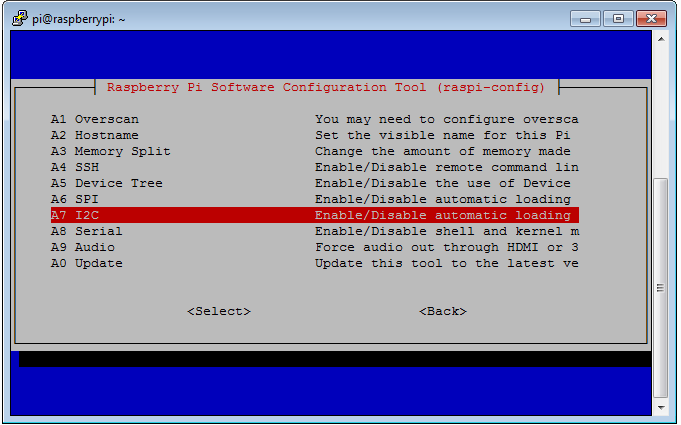 pi@raspberrypi: ~
Raspberry Pi Software Configuration Tool (raspi-config)
A1 Overscan You may need to configure oversca
A2 Hostname Set the visible name for this Pi
A3 Memory Split Change the amount of memory made
A4 SSH Enable/Disable remote command lin
A5 Device Tree Enable/Disable the use of Device
A6 SPI Enable/Disable automatic loading
A7 I2C Enable/Disable automatic loading
A8 Serial Enable/Disable shell and kernel m
A9 Audio Force audio out through HDMI or 3
A0 Update Update this tool to the latest ve
<Select> <Back>